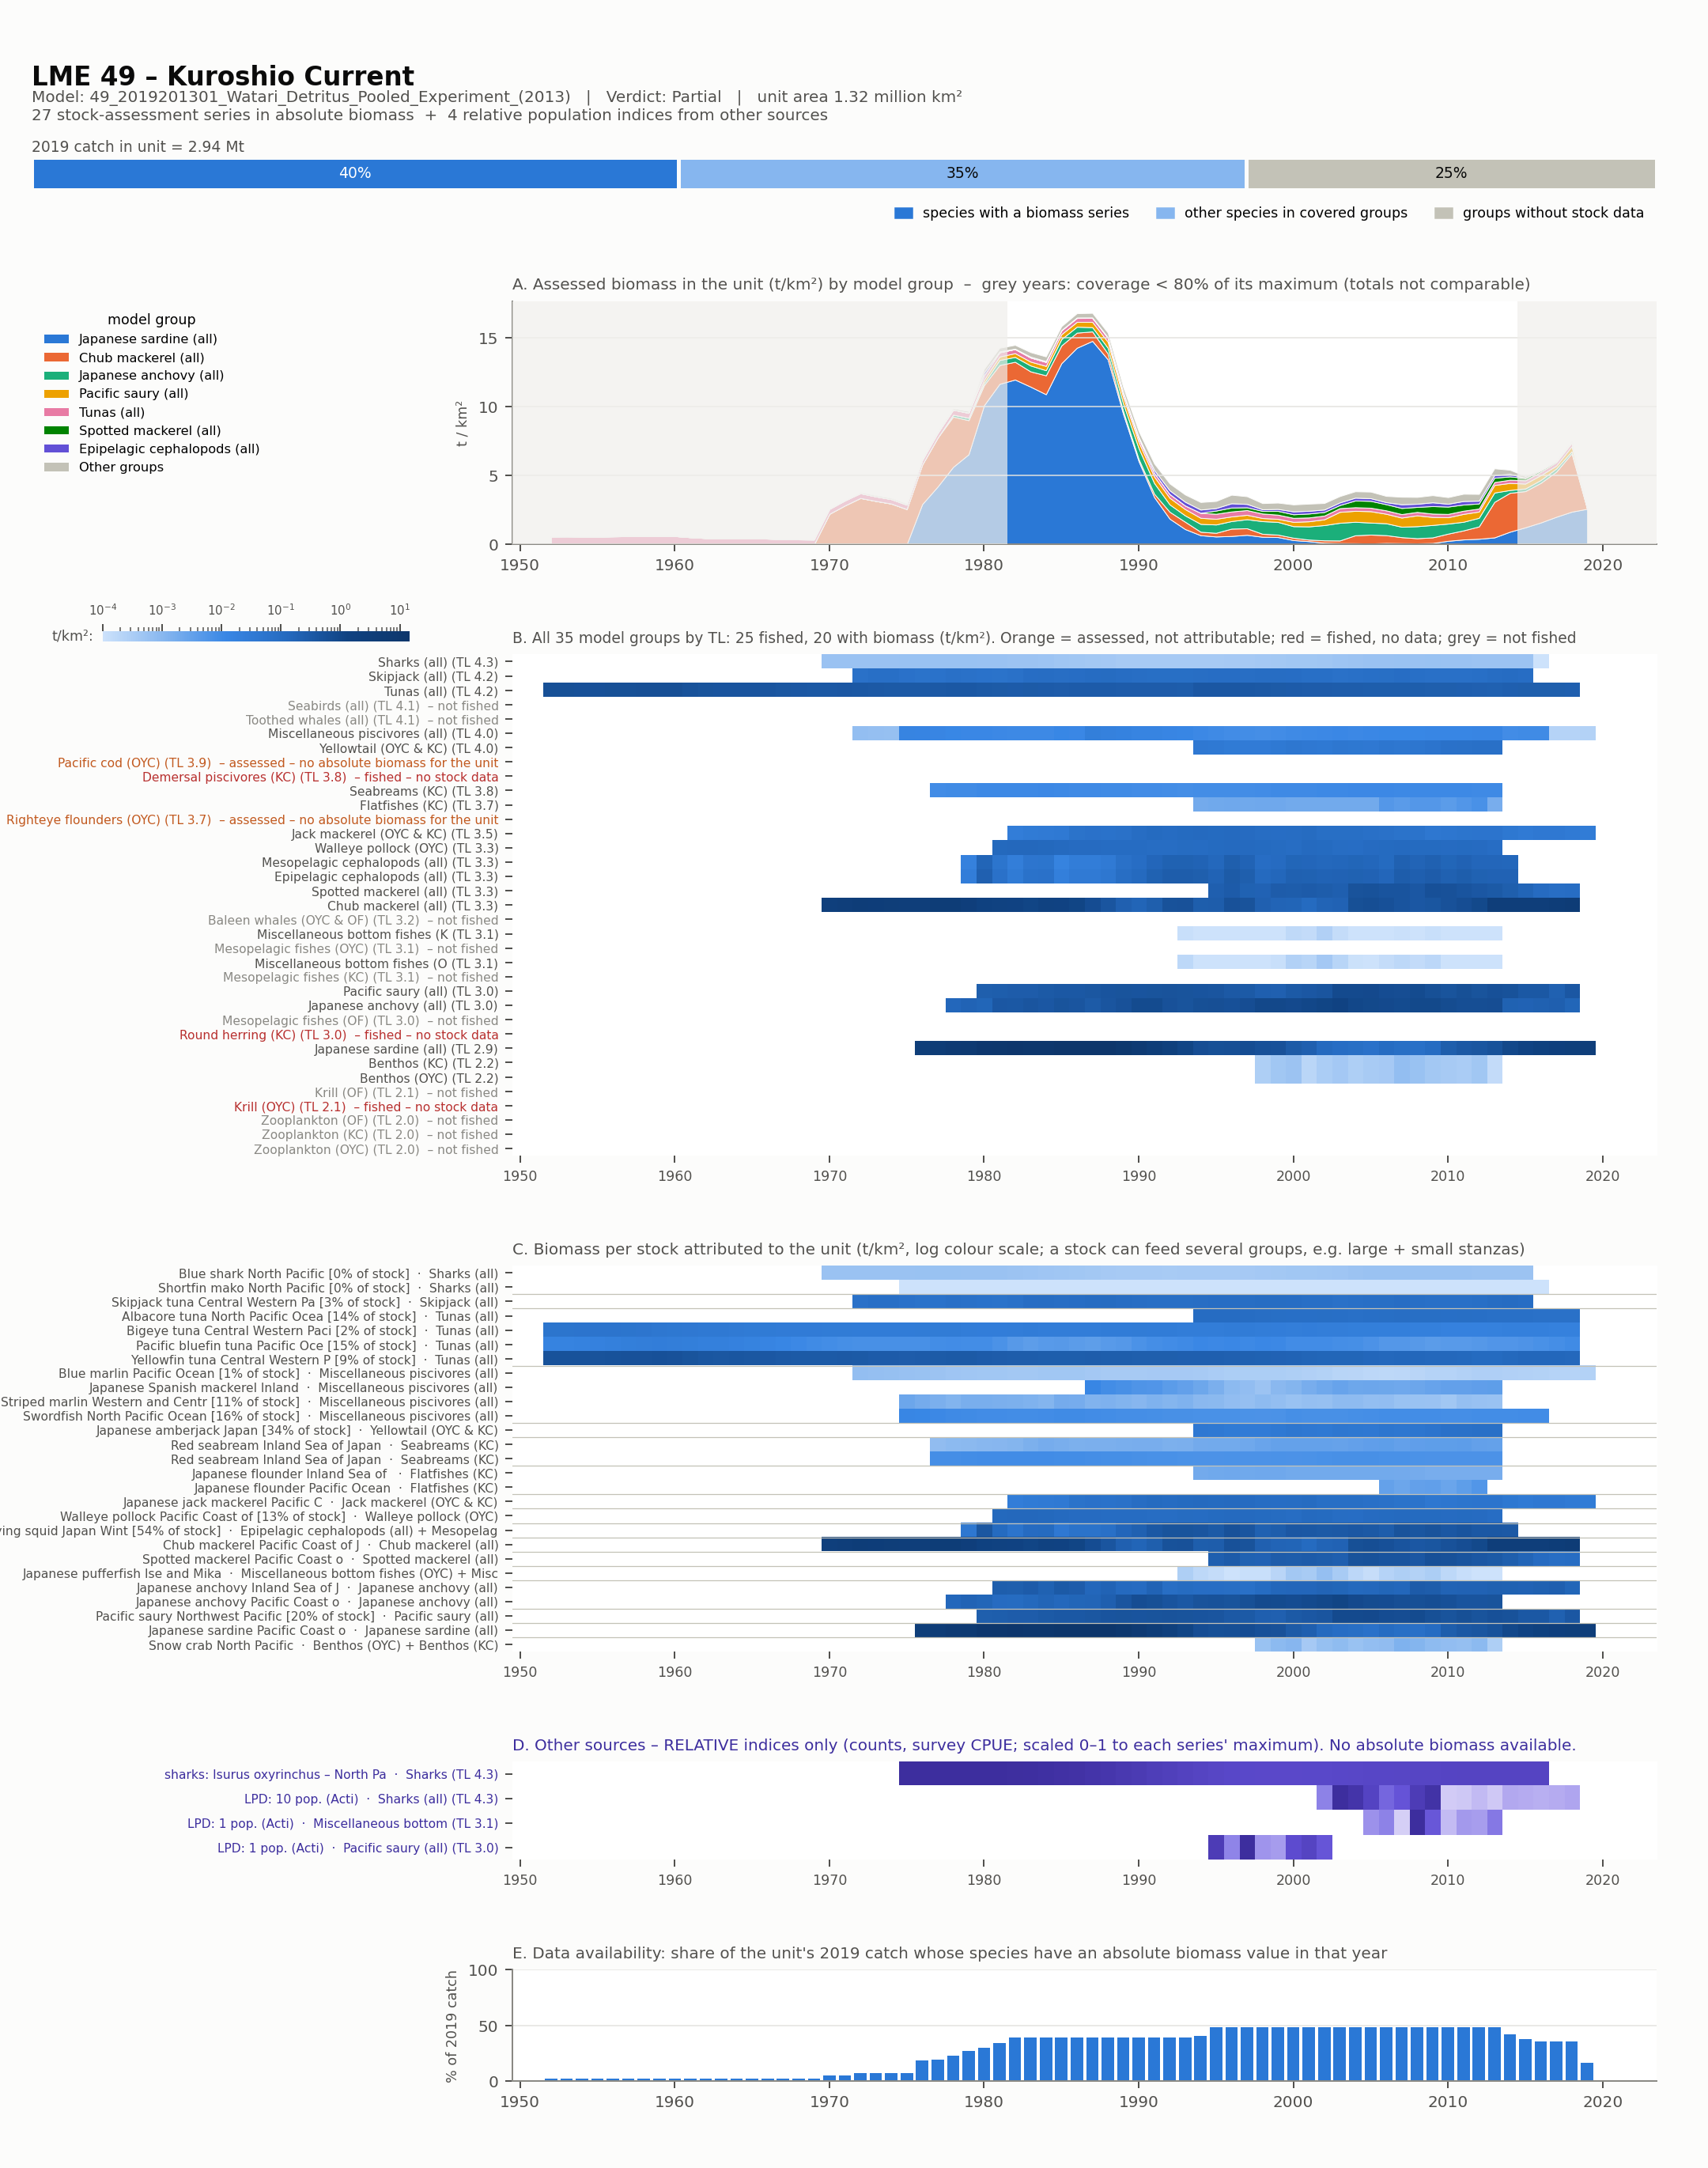 LME 49 – Kuroshio Current
Model: 49_2019201301_Watari_Detritus_Pooled_Experiment_(2013)   |   Verdict: Partial   |   unit area 1.32 million km²
27 stock-assessment series in absolute biomass  +  4 relative population indices from other sources
2019 catch in unit = 2.94 Mt
40%
35%
25%
species with a biomass series
other species in covered groups
groups without stock data
A. Assessed biomass in the unit (t/km²) by model group  –  grey years: coverage < 80% of its maximum (totals not comparable)
model group
Japanese sardine (all)
Chub mackerel (all)
Japanese anchovy (all)
Pacific saury (all)
Tunas (all)
Spotted mackerel (all)
Epipelagic cephalopods (all)
Other groups
t / km²
15
10
5
0
1950 1960 1970 1980 1990 2000 2010 2020
10⁻⁴ 10⁻³ 10⁻² 10⁻¹ 10⁰ 10¹
t/km²:
B. All 35 model groups by TL: 25 fished, 20 with biomass (t/km²). Orange = assessed, not attributable; red = fished, no data; grey = not fished
Sharks (all) (TL 4.3)
Skipjack (all) (TL 4.2)
Tunas (all) (TL 4.2)
Seabirds (all) (TL 4.1)  – not fished
Toothed whales (all) (TL 4.1)  – not fished
Miscellaneous piscivores (all) (TL 4.0)
Yellowtail (OYC & KC) (TL 4.0)
Pacific cod (OYC) (TL 3.9)  – assessed – no absolute biomass for the unit
Demersal piscivores (KC) (TL 3.8)  – fished – no stock data
Seabreams (KC) (TL 3.8)
Flatfishes (KC) (TL 3.7)
Righteye flounders (OYC) (TL 3.7)  – assessed – no absolute biomass for the unit
Jack mackerel (OYC & KC) (TL 3.5)
Walleye pollock (OYC) (TL 3.3)
Mesopelagic cephalopods (all) (TL 3.3)
Epipelagic cephalopods (all) (TL 3.3)
Spotted mackerel (all) (TL 3.3)
Chub mackerel (all) (TL 3.3)
Baleen whales (OYC & OF) (TL 3.2)  – not fished
Miscellaneous bottom fishes (K (TL 3.1)
Mesopelagic fishes (OYC) (TL 3.1)  – not fished
Miscellaneous bottom fishes (O (TL 3.1)
Mesopelagic fishes (KC) (TL 3.1)  – not fished
Pacific saury (all) (TL 3.0)
Japanese anchovy (all) (TL 3.0)
Mesopelagic fishes (OF) (TL 3.0)  – not fished
Round herring (KC) (TL 3.0)  – fished – no stock data
Japanese sardine (all) (TL 2.9)
Benthos (KC) (TL 2.2)
Benthos (OYC) (TL 2.2)
Krill (OF) (TL 2.1)  – not fished
Krill (OYC) (TL 2.1)  – fished – no stock data
Zooplankton (OF) (TL 2.0)  – not fished
Zooplankton (KC) (TL 2.0)  – not fished
Zooplankton (OYC) (TL 2.0)  – not fished
1950 1960 1970 1980 1990 2000 2010 2020
C. Biomass per stock attributed to the unit (t/km², log colour scale; a stock can feed several groups, e.g. large + small stanzas)
Blue shark North Pacific [0% of stock]  ·  Sharks (all)
Shortfin mako North Pacific [0% of stock]  ·  Sharks (all)
Skipjack tuna Central Western Pa [3% of stock]  ·  Skipjack (all)
Albacore tuna North Pacific Ocea [14% of stock]  ·  Tunas (all)
Bigeye tuna Central Western Paci [2% of stock]  ·  Tunas (all)
Pacific bluefin tuna Pacific Oce [15% of stock]  ·  Tunas (all)
Yellowfin tuna Central Western P [9% of stock]  ·  Tunas (all)
Blue marlin Pacific Ocean [1% of stock]  ·  Miscellaneous piscivores (all)
Japanese Spanish mackerel Inland  ·  Miscellaneous piscivores (all)
Striped marlin Western and Centr [11% of stock]  ·  Miscellaneous piscivores (all)
Swordfish North Pacific Ocean [16% of stock]  ·  Miscellaneous piscivores (all)
Japanese amberjack Japan [34% of stock]  ·  Yellowtail (OYC & KC)
Red seabream Inland Sea of Japan  ·  Seabreams (KC)
Red seabream Inland Sea of Japan  ·  Seabreams (KC)
Japanese flounder Inland Sea of   ·  Flatfishes (KC)
Japanese flounder Pacific Ocean  ·  Flatfishes (KC)
Japanese jack mackerel Pacific C  ·  Jack mackerel (OYC & KC)
Walleye pollock Pacific Coast of [13% of stock]  ·  Walleye pollock (OYC)
ying squid Japan Wint [54% of stock]  ·  Epipelagic cephalopods (all) + Mesopelag
Chub mackerel Pacific Coast of J  ·  Chub mackerel (all)
Spotted mackerel Pacific Coast o  ·  Spotted mackerel (all)
Japanese pufferfish Ise and Mika  ·  Miscellaneous bottom fishes (OYC) + Misc
Japanese anchovy Inland Sea of J  ·  Japanese anchovy (all)
Japanese anchovy Pacific Coast o  ·  Japanese anchovy (all)
Pacific saury Northwest Pacific [20% of stock]  ·  Pacific saury (all)
Japanese sardine Pacific Coast o  ·  Japanese sardine (all)
Snow crab North Pacific  ·  Benthos (OYC) + Benthos (KC)
1950 1960 1970 1980 1990 2000 2010 2020
D. Other sources – RELATIVE indices only (counts, survey CPUE; scaled 0–1 to each series' maximum). No absolute biomass available.
sharks: Isurus oxyrinchus – North Pa  ·  Sharks (TL 4.3)
LPD: 10 pop. (Acti)  ·  Sharks (all) (TL 4.3)
LPD: 1 pop. (Acti)  ·  Miscellaneous bottom (TL 3.1)
LPD: 1 pop. (Acti)  ·  Pacific saury (all) (TL 3.0)
1950 1960 1970 1980 1990 2000 2010 2020
E. Data availability: share of the unit's 2019 catch whose species have an absolute biomass value in that year
% of 2019 catch
100
50
0
1950 1960 1970 1980 1990 2000 2010 2020